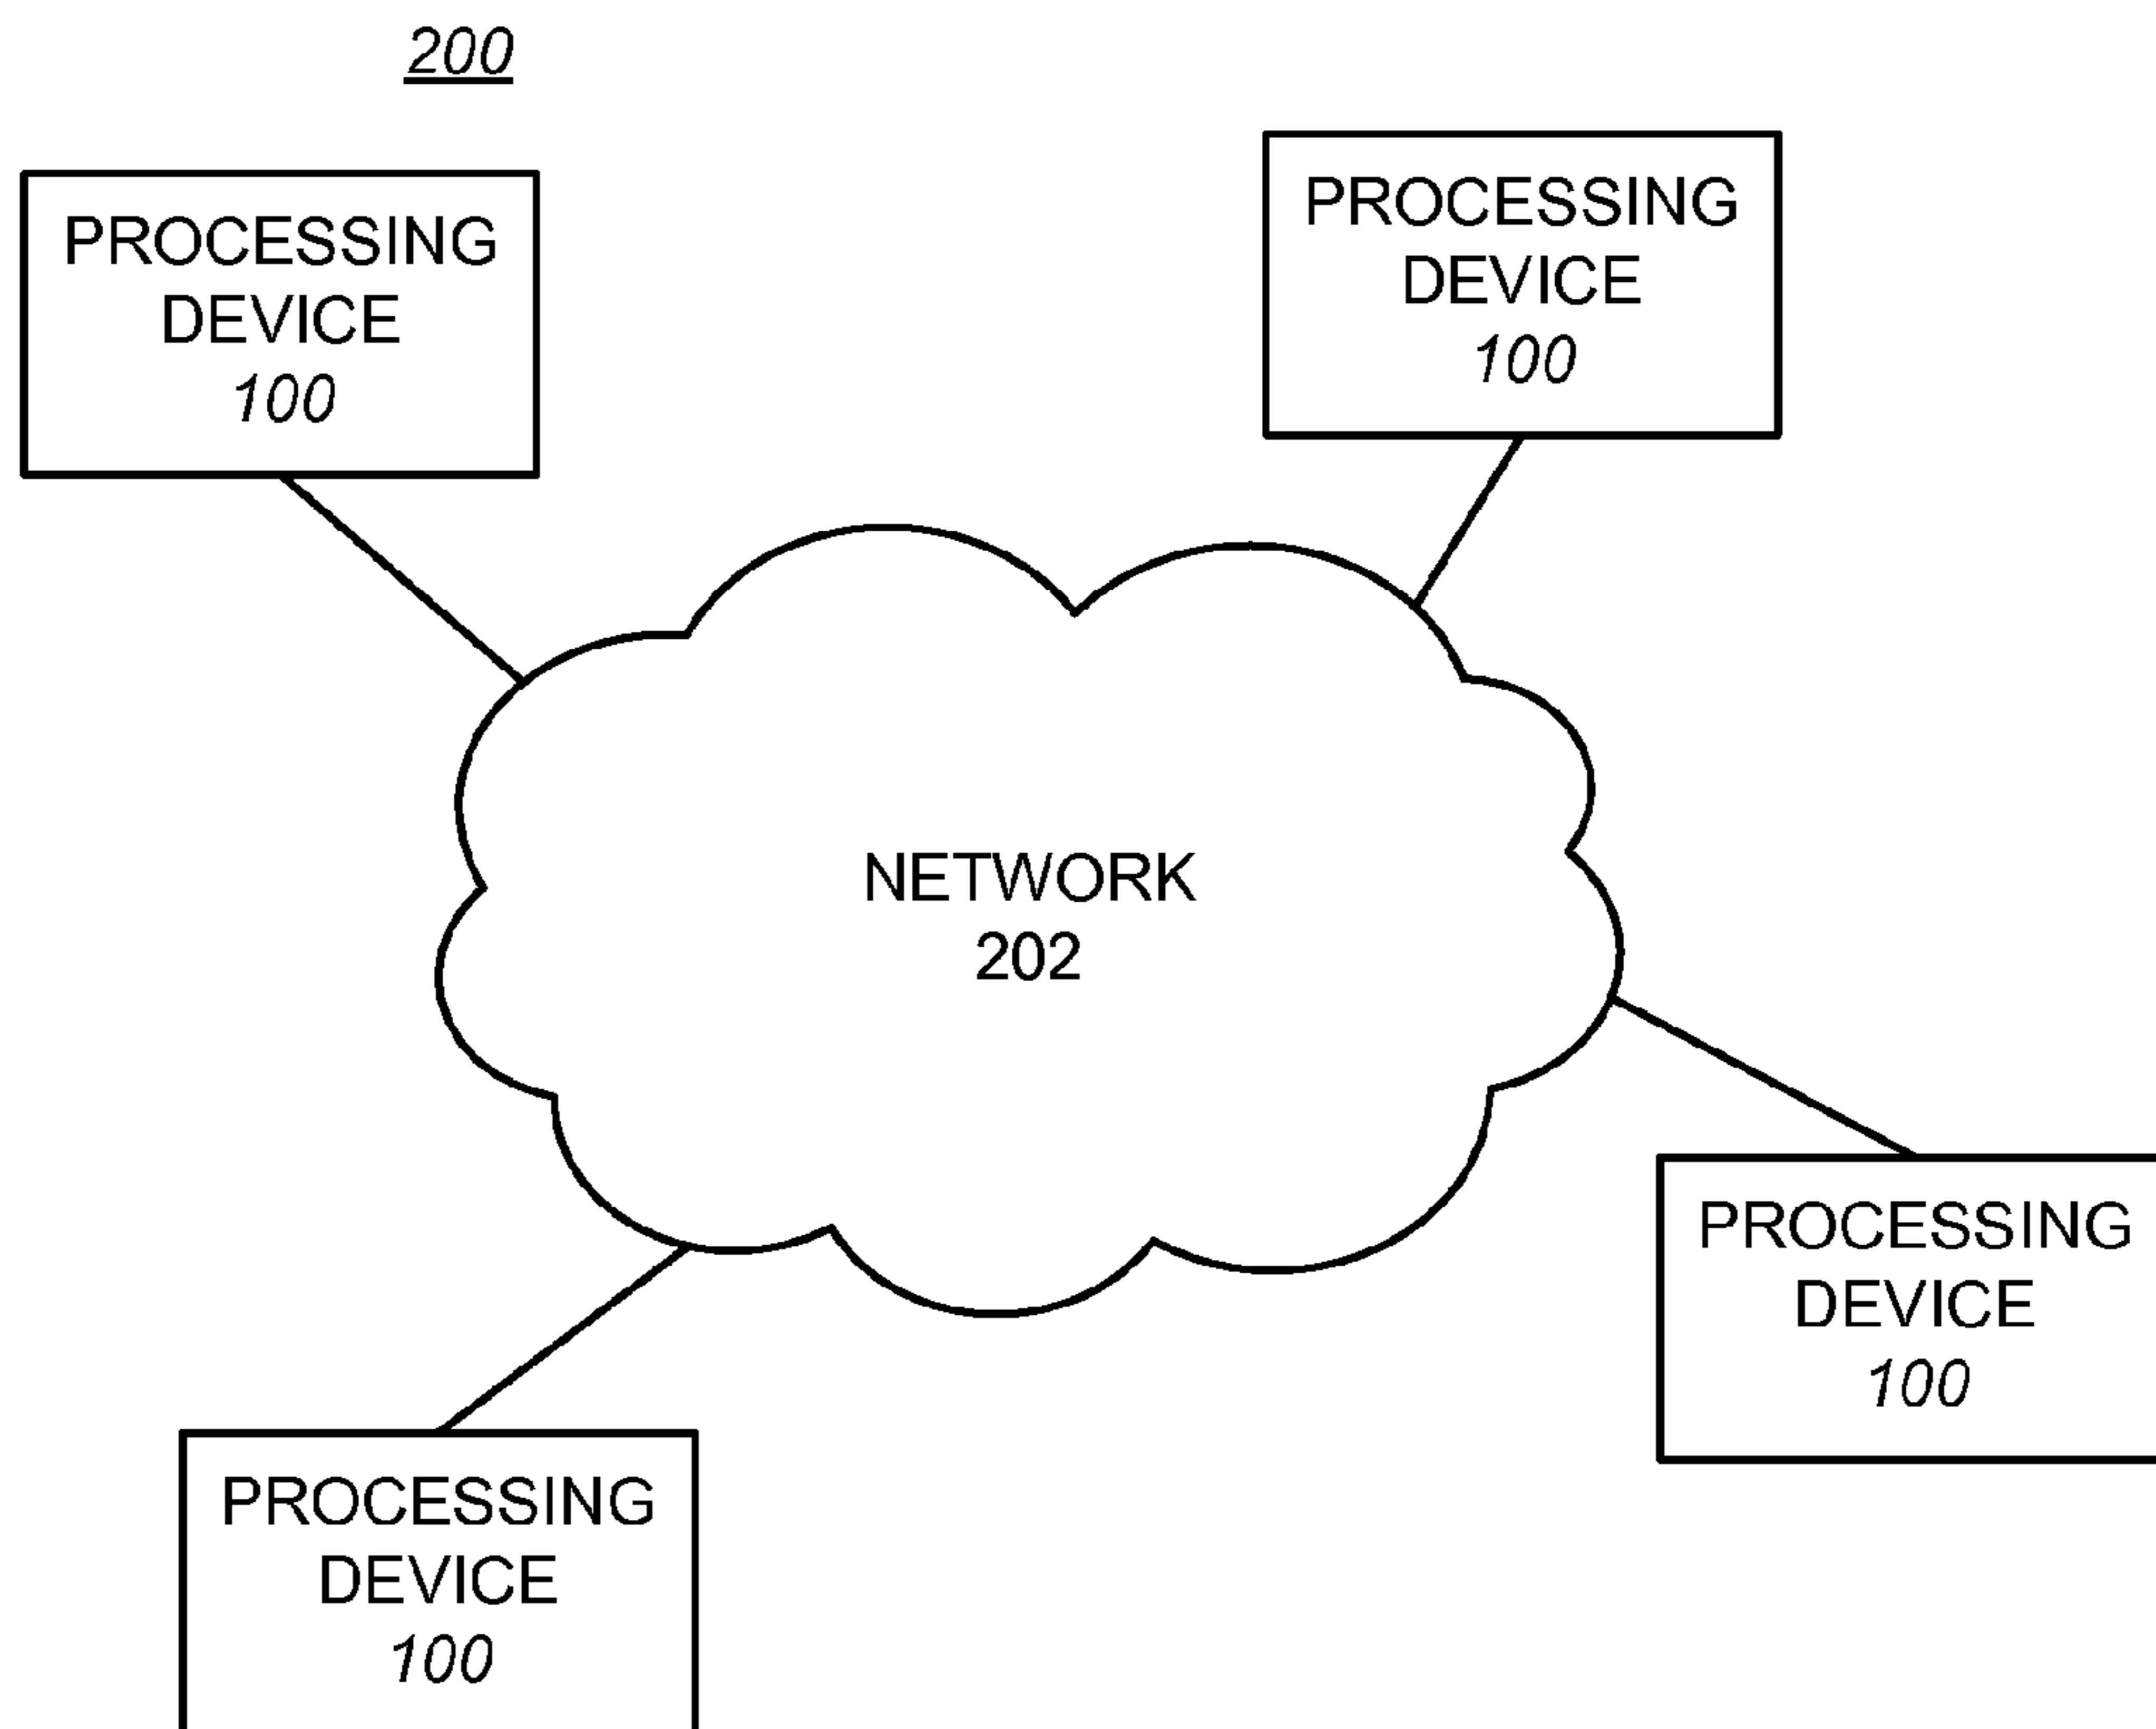 200
PROCESSING
DEVICE
100
PROCESSING
DEVICE
100
NETWORK
202
PROCESSING
DEVICE
100
PROCESSING
DEVICE
100